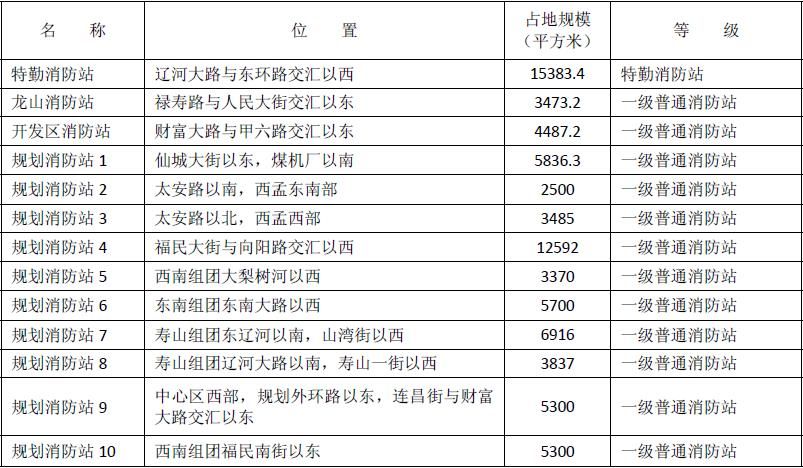 名 称 位 置 占地规模 等 级
（平方米）
特勤消防站 辽河大路与东环路交汇以西 15383.4 特勤消防站
龙山消防站 禄寿路与人民大街交汇以东 3473.2 一级普通消防站
开发区消防站 财富大路与甲六路交汇以东 4487.2 一级普通消防站
规划消防站 1 仙城大街以东，煤机厂以南 5836.3 一级普通消防站
规划消防站 2 太安路以南，西孟东南部 2500 一级普通消防站
规划消防站 3 太安路以北，西孟西部 3485 一级普通消防站
规划消防站 4 福民大街与向阳路交汇以西 12592 一级普通消防站
规划消防站 5 西南组团大梨树河以西 3370 一级普通消防站
规划消防站 6 东南组团东南大路以西 5700 一级普通消防站
规划消防站 7 寿山组团东辽河以南，山湾街以西 6916 一级普通消防站
规划消防站 8 寿山组团辽河大路以南，寿山一街以西 3837 一级普通消防站
规划消防站 9 中心区西部，规划外环路以东，连昌街与财富 5300 一级普通消防站
大路交汇以东
规划消防站 10 西南组团福民南街以东 5300 一级普通消防站